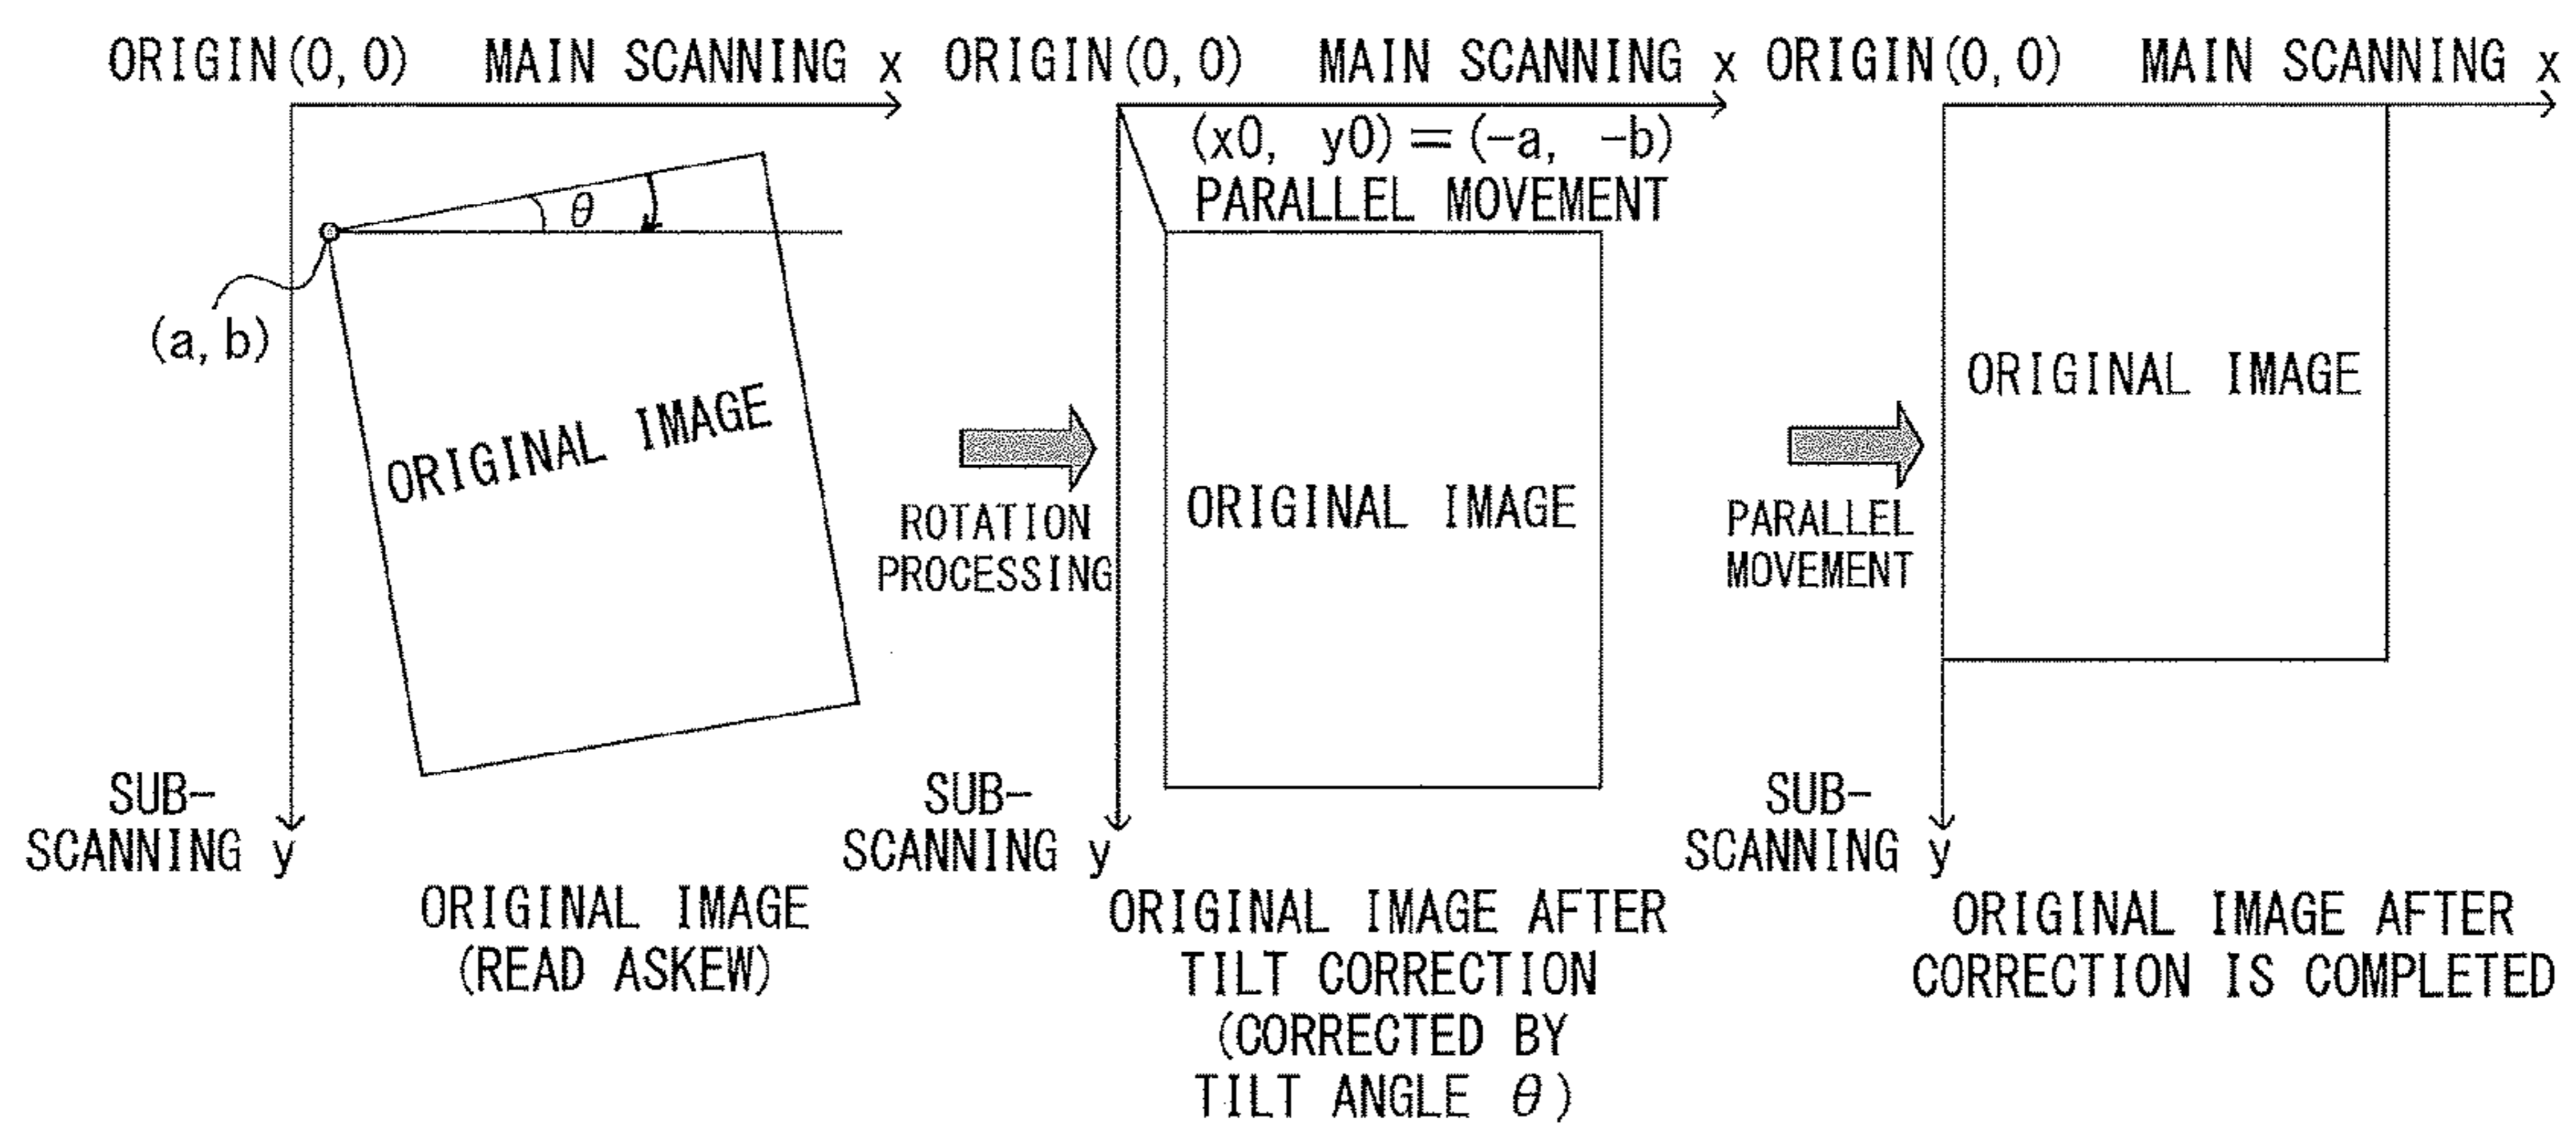 ORIGIN(0,0) MAIN SCANNING x
(a,b)
θ
ORIGINAL IMAGE
SUB-
SCANNING y
ORIGINAL IMAGE
(READ ASKEW)
ROTATION
PROCESSING
ORIGIN(0,0) MAIN SCANNING x
(x0, y0)=(-a, -b)
PARALLEL MOVEMENT
ORIGINAL IMAGE
SUB-
SCANNING y
ORIGINAL IMAGE AFTER
TILT CORRECTION
(CORRECTED BY
TILT ANGLE θ)
PARALLEL
MOVEMENT
ORIGIN(0,0) MAIN SCANNING x
ORIGINAL IMAGE
SUB-
SCANNING y
ORIGINAL IMAGE AFTER
CORRECTION IS COMPLETED